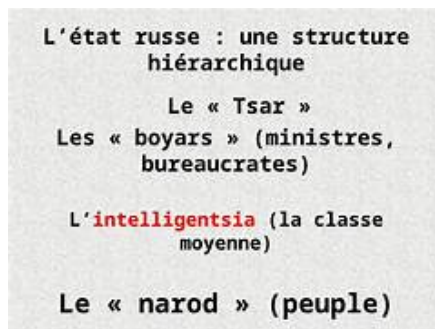 L’état russe : une structure
hiérarchique
Le « Tsar »
Les « boyars » (ministres,
bureaucrates)
L’intelligentsia (la classe
moyenne)
Le « narod » (peuple)